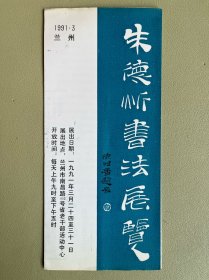 1991·3
兰州
朱德忻书法展览
展出日期：一九九一年三月二十四至三十一日
展出地点：兰州市南昌路一号省老干部活动中心
开放时间：每天上午九时至下午五时